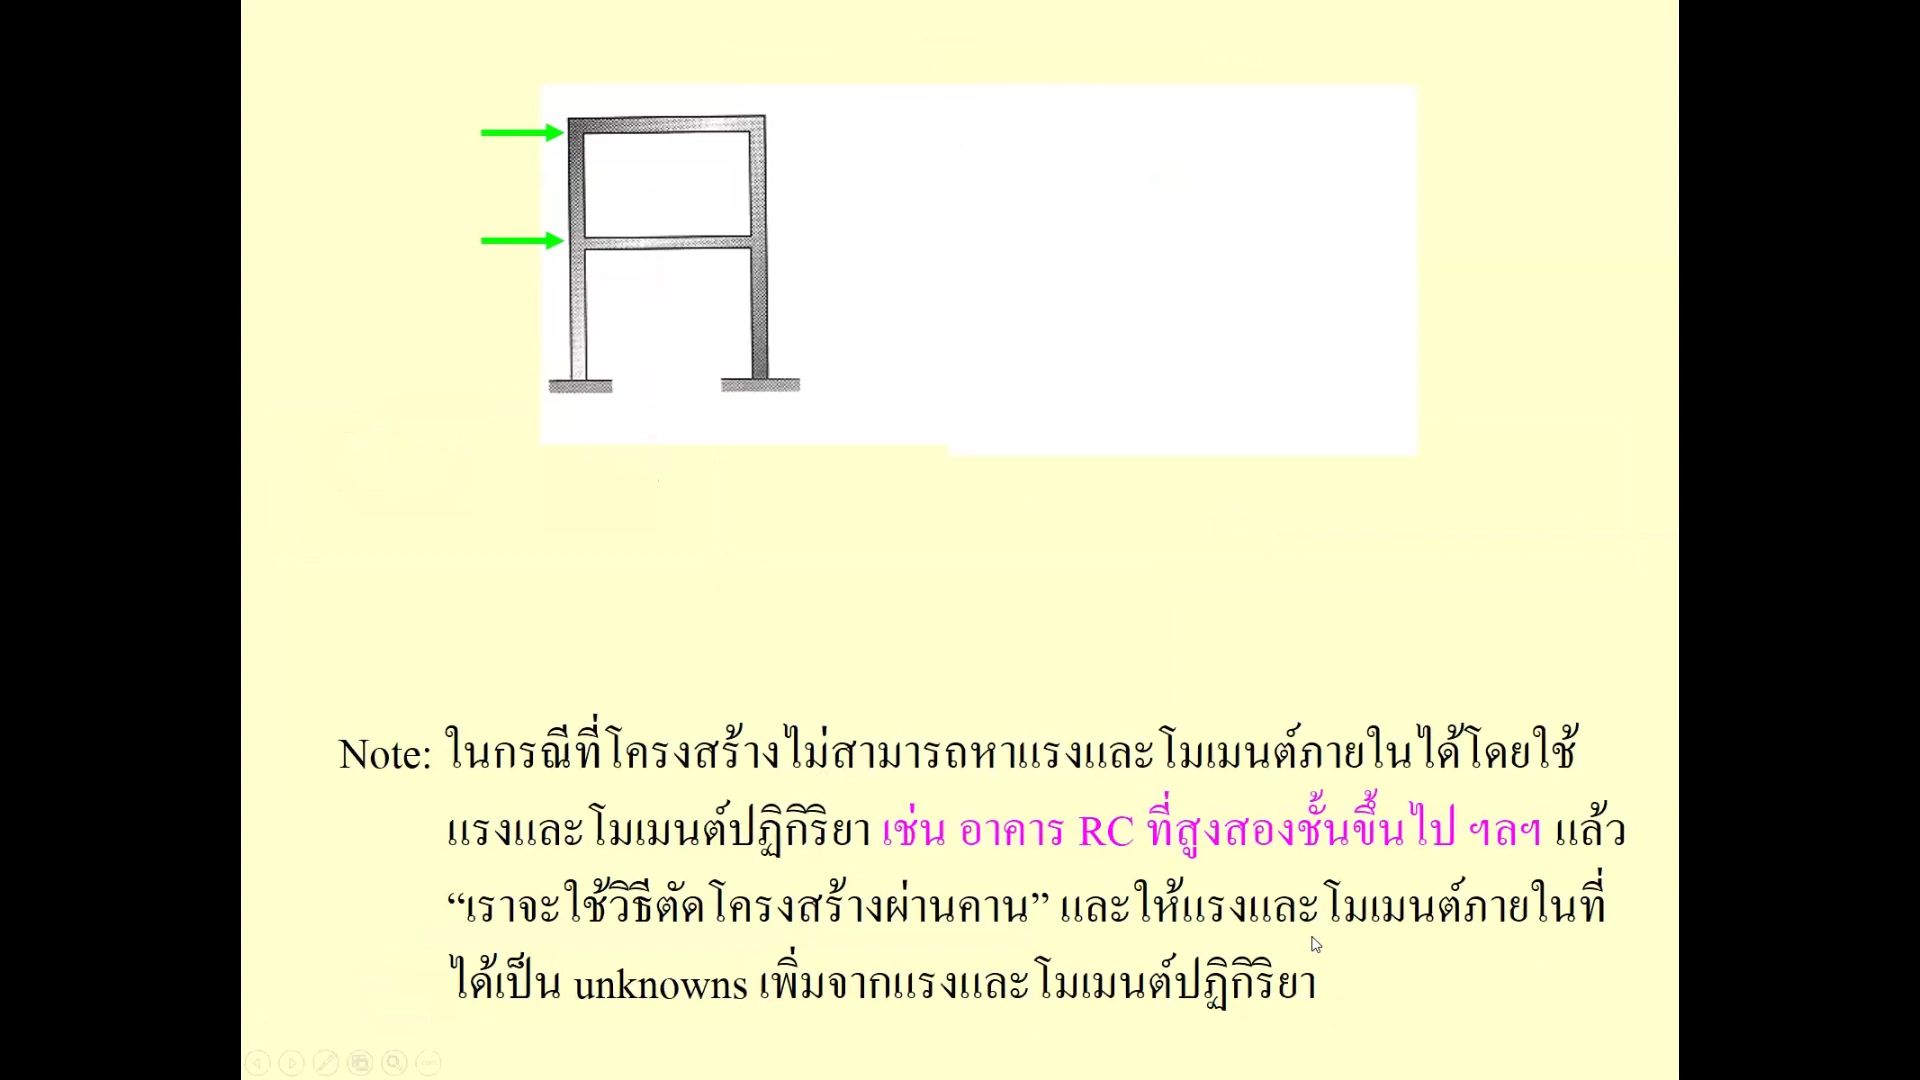 Note: ในกรณีที่โครงสร้างไม่สามารถหาแรงและโมเมนต์ภายในได้โดยใช้
แรงและโมเมนต์ปฏิกิริยา เช่น อาคาร RC ที่สูงสองชั้นขึ้นไป ฯลฯ แล้ว
“เราจะใช้วิธีตัดโครงสร้างผ่านคาน” และให้แรงและโมเมนต์ภายในที่
ได้เป็น unknowns เพิ่มจากแรงและโมเมนต์ปฏิกิริยา